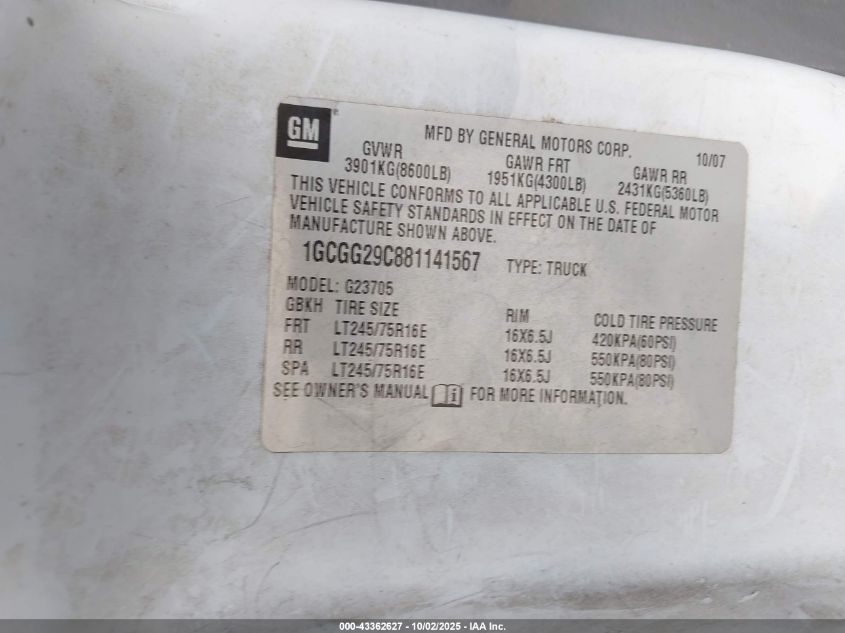 GM ®
MFD BY GENERAL MOTORS CORP. 10/07
GVWR GAWR FRT GAWR RR
3901KG(8600LB) 1951KG(4300LB) 2431KG(5360LB)
THIS VEHICLE CONFORMS TO ALL APPLICABLE U.S. FEDERAL MOTOR
VEHICLE SAFETY STANDARDS IN EFFECT ON THE DATE OF
MANUFACTURE SHOWN ABOVE.
1GCGG29C881141567 TYPE: TRUCK
MODEL: G23705
GBKH TIRE SIZE RIM COLD TIRE PRESSURE
FRT LT245/75R16E 16X6.5J 420KPA(60PSI)
RR LT245/75R16E 16X6.5J 550KPA(80PSI)
SPA LT245/75R16E 16X6.5J 550KPA(80PSI)
SEE OWNER'S MANUAL i FOR MORE INFORMATION.
000-43362627 - 10/02/2025 - IAA Inc.